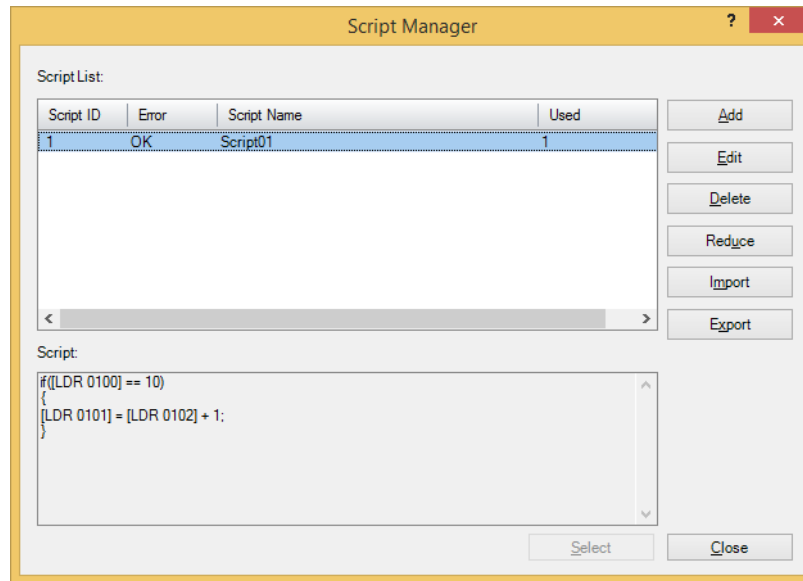 Script Manager
?
Script List:
Script ID Error Script Name Used
1 OK Script01 1
Add
Edit
Delete
Reduce
Import
Export
Script:
if([LDR 0100] == 10)
{
[LDR 0101] = [LDR 0102] + 1;
}
Select
Close